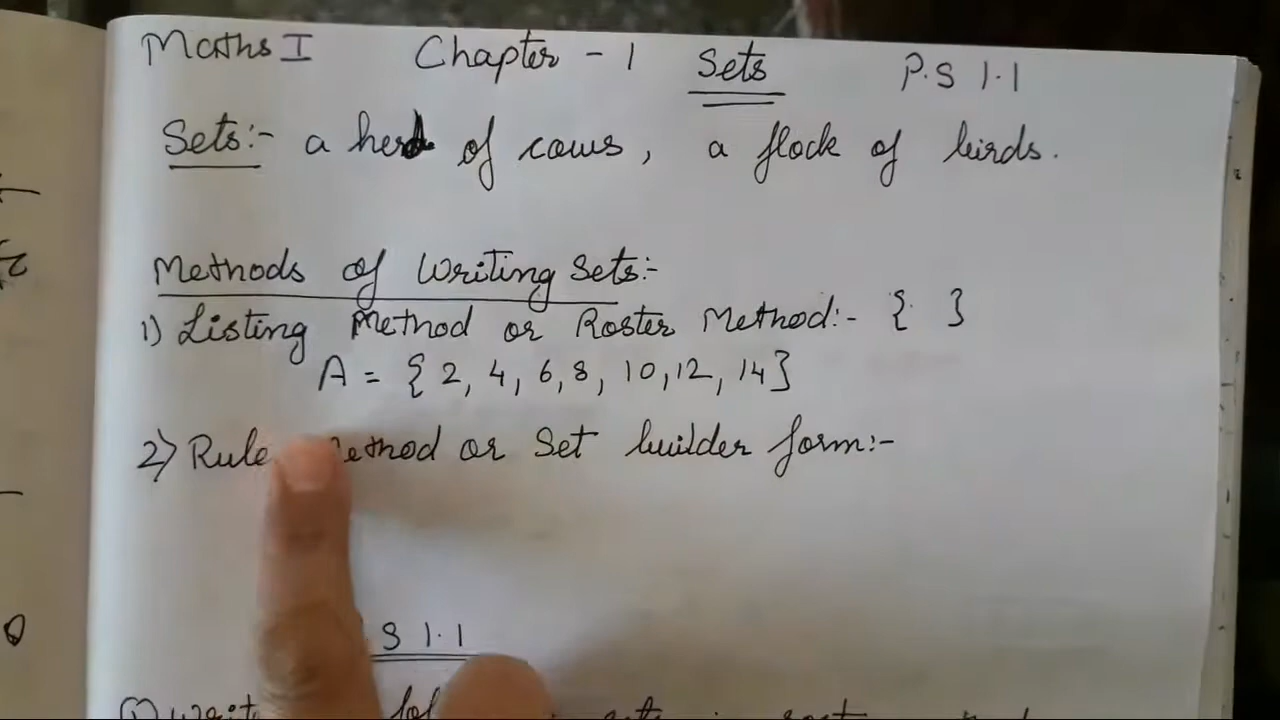 Maths I Chapter - 1 Sets P.S 1.1
Sets:- a herd of cows, a flock of birds.
Methods of Writing Sets:-
1) Listing Method or Roster Method:- { }
A = { 2, 4, 6, 8, 10, 12, 14}
2) Rule Method or Set builder form:-
S 1.1